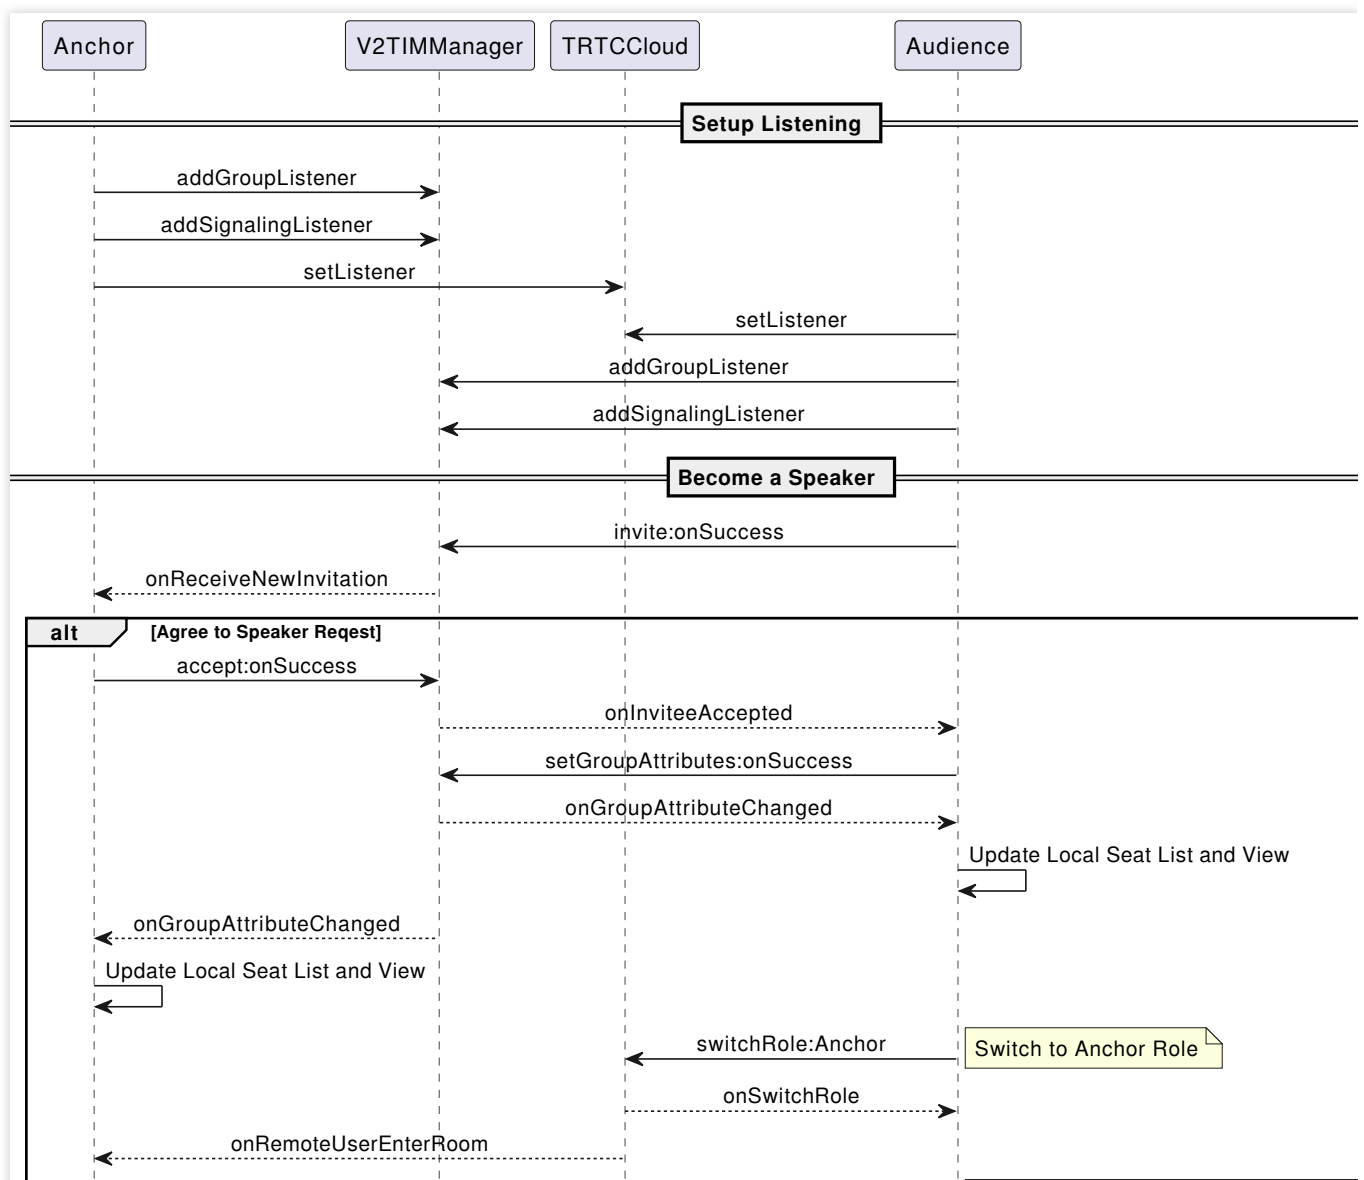 Anchor
V2TIMManager
TRTCCloud
Audience
Setup Listening
addGroupListener
addSignalingListener
setListener
setListener
addGroupListener
addSignalingListener
Become a Speaker
invite:onSuccess
onReceiveNewInvitation
alt
[Agree to Speaker Reqest]
accept:onSuccess
onInviteeAccepted
setGroupAttributes:onSuccess
onGroupAttributeChanged
Update Local Seat List and View
onGroupAttributeChanged
Update Local Seat List and View
switchRole:Anchor
Switch to Anchor Role
onSwitchRole
onRemoteUserEnterRoom